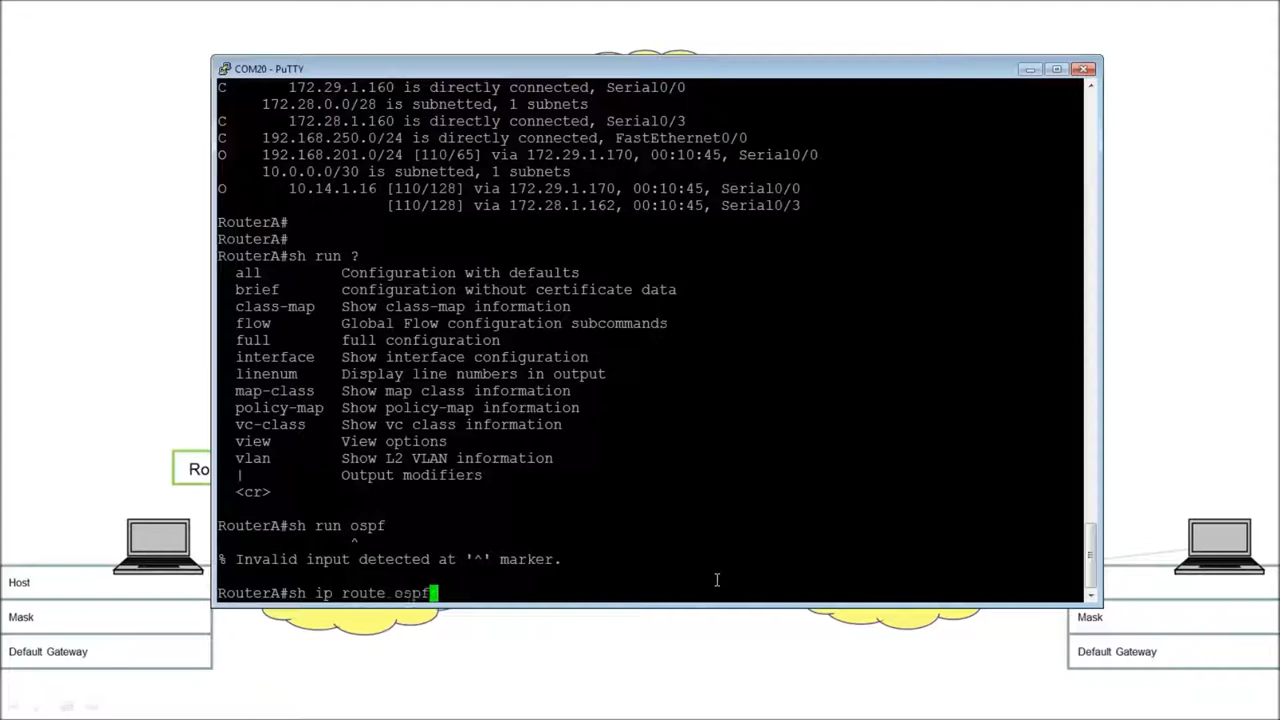 COM20 - PuTTY
C 172.29.1.160 is directly connected, Serial0/0
172.28.0.0/28 is subnetted, 1 subnets
C 172.28.1.160 is directly connected, Serial0/3
C 192.168.250.0/24 is directly connected, FastEthernet0/0
O 192.168.201.0/24 [110/65] via 172.29.1.170, 00:10:45, Serial0/0
10.0.0.0/30 is subnetted, 1 subnets
O 10.14.1.16 [110/128] via 172.29.1.170, 00:10:45, Serial0/0
[110/128] via 172.28.1.162, 00:10:45, Serial0/3
RouterA#
RouterA#
RouterA#sh run ?
all Configuration with defaults
brief configuration without certificate data
class-map Show class-map information
flow Global Flow configuration subcommands
full full configuration
interface Show interface configuration
linenum Display line numbers in output
map-class Show map class information
policy-map Show policy-map information
vc-class Show vc class information
view View options
vlan Show L2 VLAN information
| Output modifiers
<cr>
RouterA#sh run ospf
^
% Invalid input detected at '^' marker.
RouterA#sh ip route ospf
Ro
Host
Mask
Default Gateway
Mask
Default Gateway